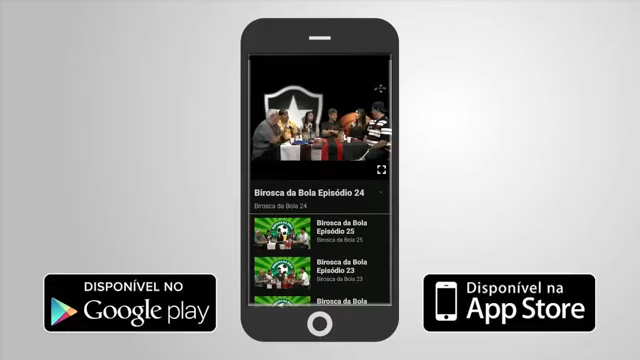 Birosca da Bola Episódio 24
Birosca da Bola 24
Birosca da Bola
Episódio 25
Birosca da Bola 25
Birosca da Bola
Episódio 23
Birosca da Bola 23
Birosca da Bola
DISPONÍVEL NO
Google play
Disponível na
App Store